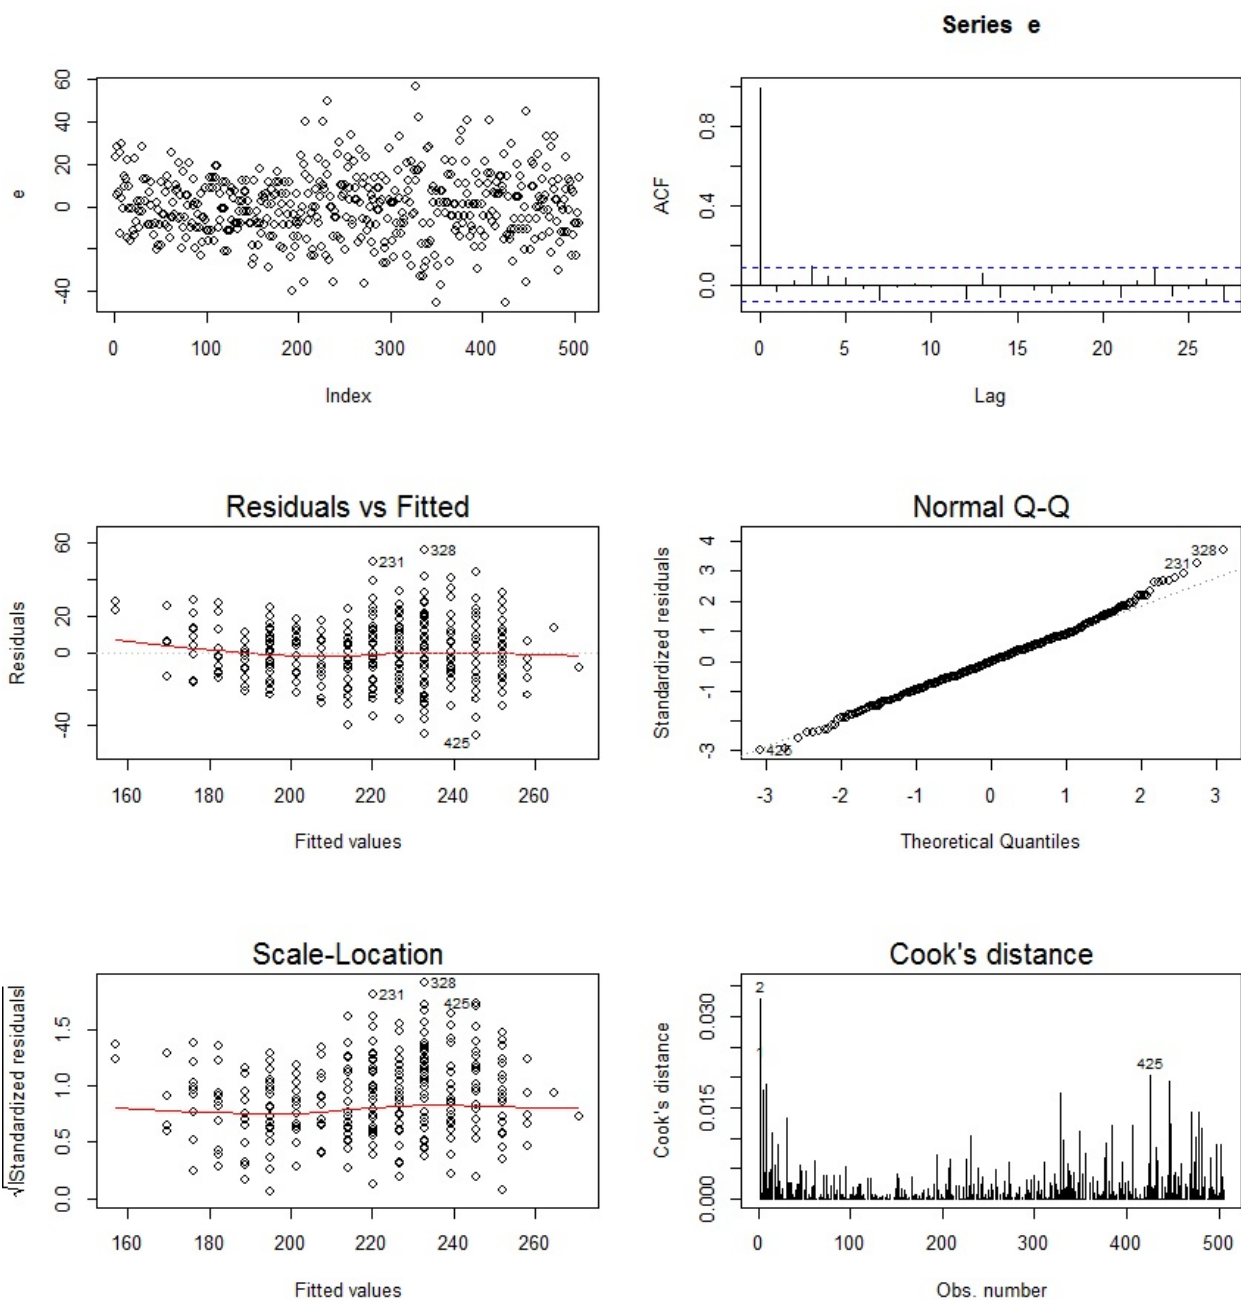 Series e
e
-40 0 20 40 60
0 100 200 300 400 500
Index
ACF
0.0 0.4 0.8
0 5 10 15 20 25
Lag
Residuals vs Fitted
Residuals
-40 0 20 60
328
231
425
160 180 200 220 240 260
Fitted values
Normal Q-Q
Standardized residuals
-3 -1 0 1 2 3 4
328
231
425
-3 -2 -1 0 1 2 3
Theoretical Quantiles
Scale-Location
√|Standardized residuals|
0.0 0.5 1.0 1.5
328
231
425
160 180 200 220 240 260
Fitted values
Cook's distance
Cook's distance
0.000 0.015 0.030
2
1
425
0 100 200 300 400 500
Obs. number